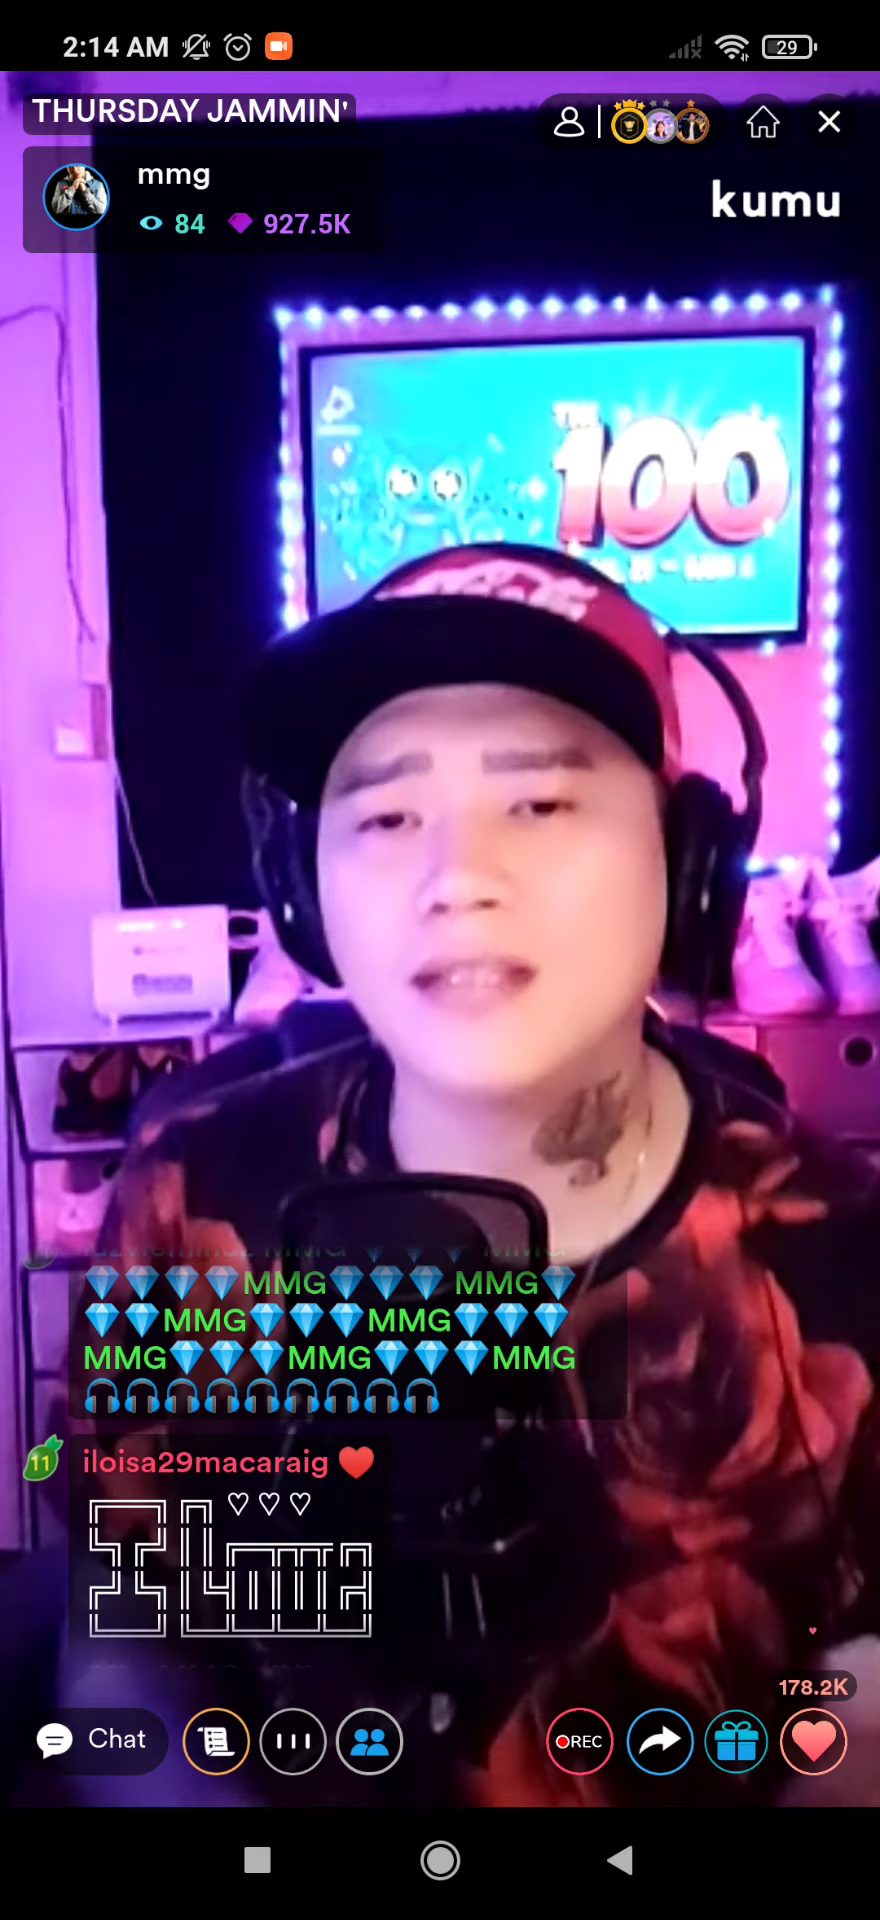 2:14 AM
29
THURSDAY JAMMIN'
mmg
84 927.5K
kumu
THE
100
MMG MMG
MMG MMG
MMG MMG MMG
11 iloisa29macaraig
178.2K
Chat
REC